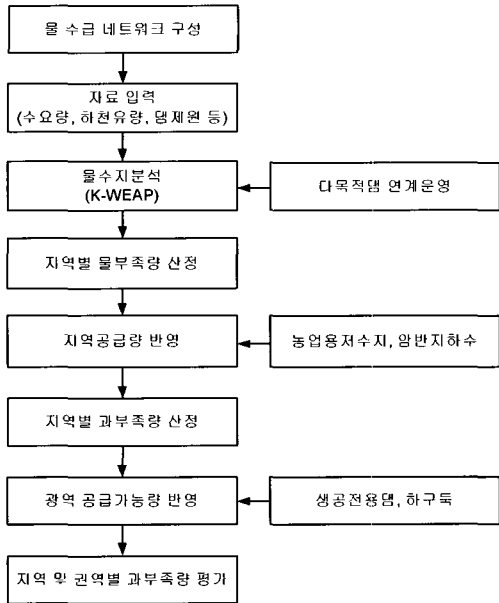 물 수급 네트워크 구성
자료 입력
(수요량, 하천유량, 댐제원 등)
물수지분석
(K-WEAP)
다목적댐 연계운영
지역별 물부족량 산정
지역공급량 반영
농업용저수지, 암반지하수
지역별 과부족량 산정
광역 공급가능량 반영
생공전용댐, 하구둑
지역 및 권역별 과부족량 평가